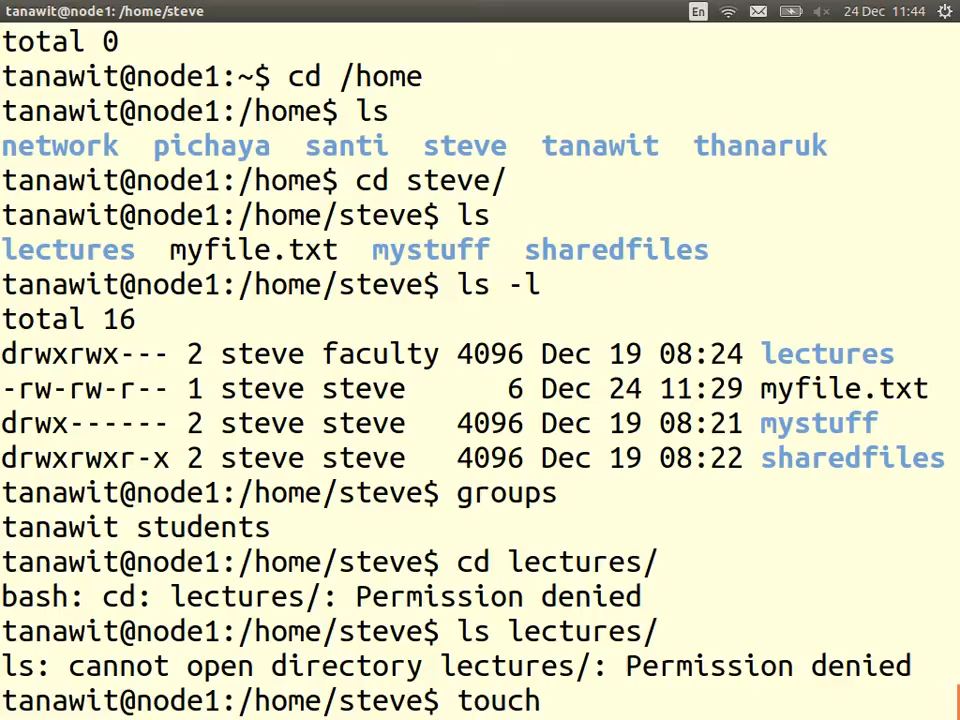 tanawit@node1: /home/steve En 24 Dec 11:44
total 0
tanawit@node1:~$ cd /home
tanawit@node1:/home$ ls
network pichaya santi steve tanawit thanaruk
tanawit@node1:/home$ cd steve/
tanawit@node1:/home/steve$ ls
lectures myfile.txt mystuff sharedfiles
tanawit@node1:/home/steve$ ls -l
total 16
drwxrwx--- 2 steve faculty 4096 Dec 19 08:24 lectures
-rw-rw-r-- 1 steve steve 6 Dec 24 11:29 myfile.txt
drwx------ 2 steve steve 4096 Dec 19 08:21 mystuff
drwxrwxr-x 2 steve steve 4096 Dec 19 08:22 sharedfiles
tanawit@node1:/home/steve$ groups
tanawit students
tanawit@node1:/home/steve$ cd lectures/
bash: cd: lectures/: Permission denied
tanawit@node1:/home/steve$ ls lectures/
ls: cannot open directory lectures/: Permission denied
tanawit@node1:/home/steve$ touch